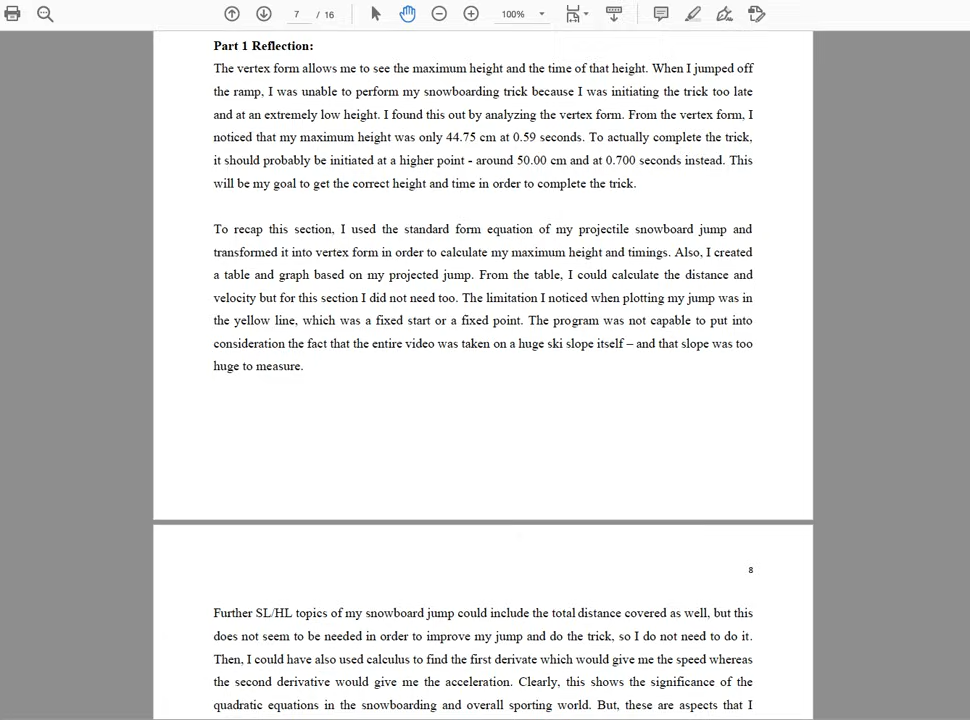 7 / 16 100%
Part 1 Reflection:
The vertex form allows me to see the maximum height and the time of that height. When I jumped off
the ramp, I was unable to perform my snowboarding trick because I was initiating the trick too late
and at an extremely low height. I found this out by analyzing the vertex form. From the vertex form, I
noticed that my maximum height was only 44.75 cm at 0.59 seconds. To actually complete the trick,
it should probably be initiated at a higher point - around 50.00 cm and at 0.700 seconds instead. This
will be my goal to get the correct height and time in order to complete the trick.
To recap this section, I used the standard form equation of my projectile snowboard jump and
transformed it into vertex form in order to calculate my maximum height and timings. Also, I created
a table and graph based on my projected jump. From the table, I could calculate the distance and
velocity but for this section I did not need too. The limitation I noticed when plotting my jump was in
the yellow line, which was a fixed start or a fixed point. The program was not capable to put into
consideration the fact that the entire video was taken on a huge ski slope itself – and that slope was too
huge to measure.
8
Further SL/HL topics of my snowboard jump could include the total distance covered as well, but this
does not seem to be needed in order to improve my jump and do the trick, so I do not need to do it.
Then, I could have also used calculus to find the first derivate which would give me the speed whereas
the second derivative would give me the acceleration. Clearly, this shows the significance of the
quadratic equations in the snowboarding and overall sporting world. But, these are aspects that I